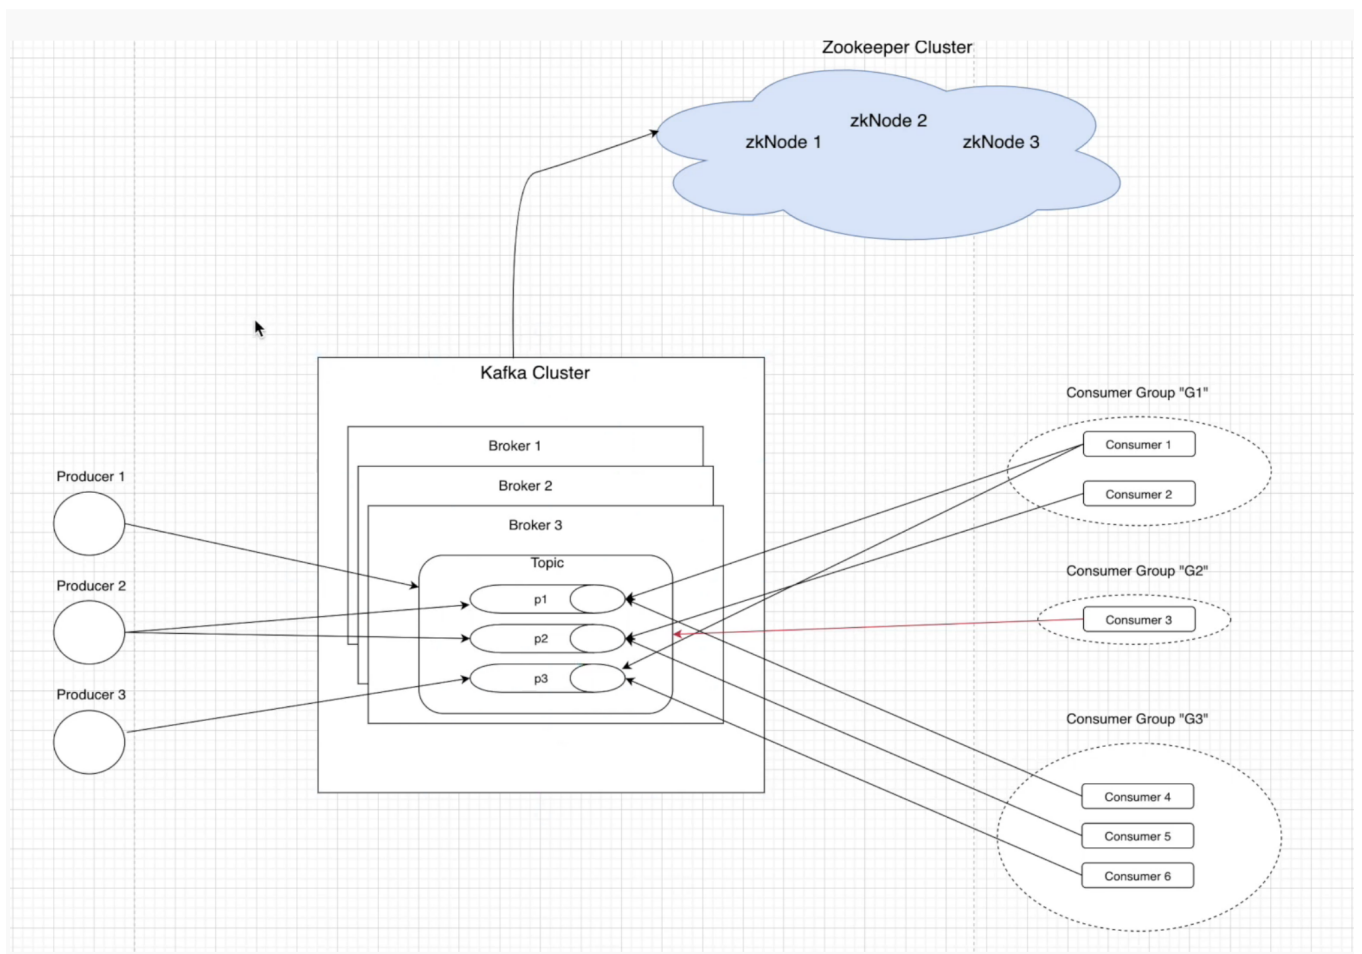 Zookeeper Cluster
zkNode 1
zkNode 2
zkNode 3
Kafka Cluster
Broker 1
Broker 2
Broker 3
Topic
p1
p2
p3
Producer 1
Producer 2
Producer 3
Consumer Group "G1"
Consumer 1
Consumer 2
Consumer Group "G2"
Consumer 3
Consumer Group "G3"
Consumer 4
Consumer 5
Consumer 6